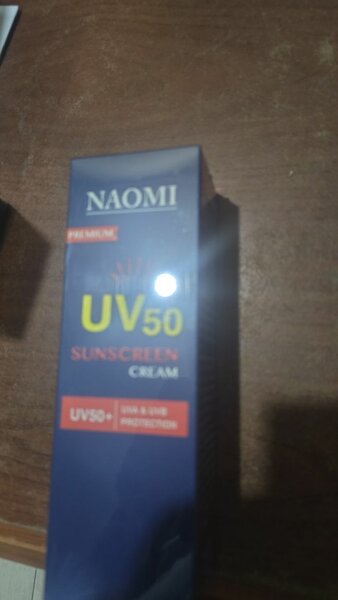 NAOMI
PREMIUM
UV50
SUNSCREEN
CREAM
UV50+
UVA & UVB
PROTECTION